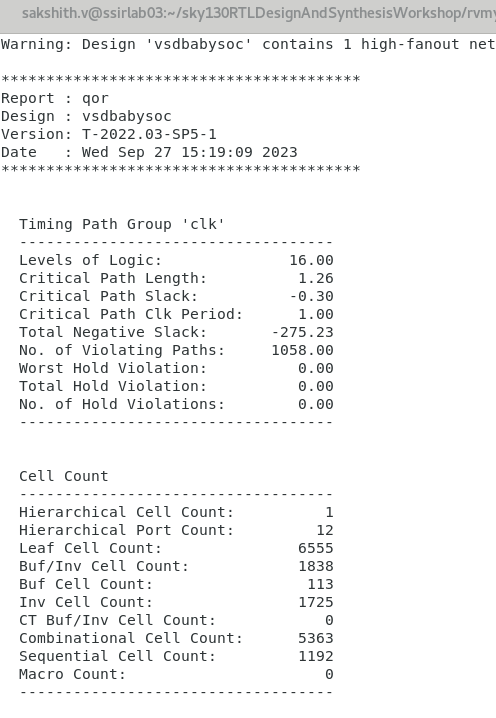 sakshith.v@ssirlab03:~/sky130RTLDesignAndSynthesisWorkshop/rvmy
Warning: Design 'vsdbabysoc' contains 1 high-fanout net
****************************************
Report : qor
Design : vsdbabysoc
Version: T-2022.03-SP5-1
Date   : Wed Sep 27 15:19:09 2023
****************************************
Timing Path Group 'clk'
-----------------------------------
Levels of Logic:              16.00
Critical Path Length:          1.26
Critical Path Slack:          -0.30
Critical Path Clk Period:      1.00
Total Negative Slack:       -275.23
No. of Violating Paths:     1058.00
Worst Hold Violation:          0.00
Total Hold Violation:          0.00
No. of Hold Violations:        0.00
-----------------------------------
Cell Count
-----------------------------------
Hierarchical Cell Count:          1
Hierarchical Port Count:         12
Leaf Cell Count:               6555
Buf/Inv Cell Count:            1838
Buf Cell Count:                 113
Inv Cell Count:                1725
CT Buf/Inv Cell Count:            0
Combinational Cell Count:      5363
Sequential Cell Count:         1192
Macro Count:                      0
-----------------------------------